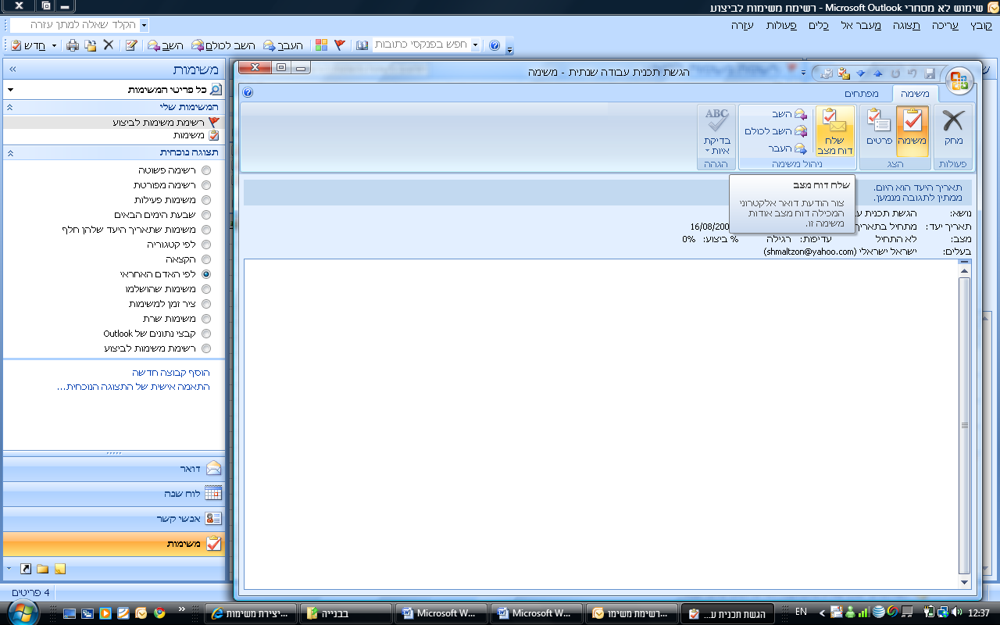 שימוש לא מסחרי Microsoft Outlook - רשימת משימות לביצוע
קובץ עריכה תצוגה מעבר אל כלים פעולות עזרה
הקלד שאלה למתן עזרה
חדש השב השב לכולם העבר חפש בפנקסי כתובות
משימות
כל פריטי המשימות
המשימות שלי
רשימת משימות לביצוע
משימות
תצוגה נוכחית
רשימה פשוטה
רשימה מפורטת
משימות פעילות
שבעת הימים הבאים
משימות שתאריך היעד שלהן חלף
לפי קטגוריה
הקצאה
לפי האדם האחראי
משימות שהושלמו
ציר זמן למשימות
משימות שרת
קבצי נתונים של Outlook
רשימת משימות לביצוע
הוסף קבוצה חדשה
התאמה אישית של התצוגה הנוכחית...
דואר
לוח שנה
אנשי קשר
משימות
4 פריטים
הגשת תכנית עבודה שנתית - משימה
משימה מפתחים
מחק
פעולות
משימה
פרטים
הצג
שלח
דוח מצב
השב
השב לכולם
העבר
ניהול משימה
ABC
בדיקת
איות
הגהה
שלח דוח מצב
צור הודעת דואר אלקטרוני
המכילה דוח מצב אודות
משימה זו.
תאריך היעד הוא היום.
ממתין לתגובה מנמען.
נושא: הגשת תכנית
תאריך יעד: מתחיל בתאריך 16/08/200
מצב: לא התחיל עדיפות: רגילה % ביצוע: 0%
בעלים: ישראל ישראלי (shmaltzon@yahoo.com)
יצירת משימות...
בבנייה
Microsoft W...
Microsoft W...
רשימת משימו...
הגשת תכנית ע...
EN
12:37